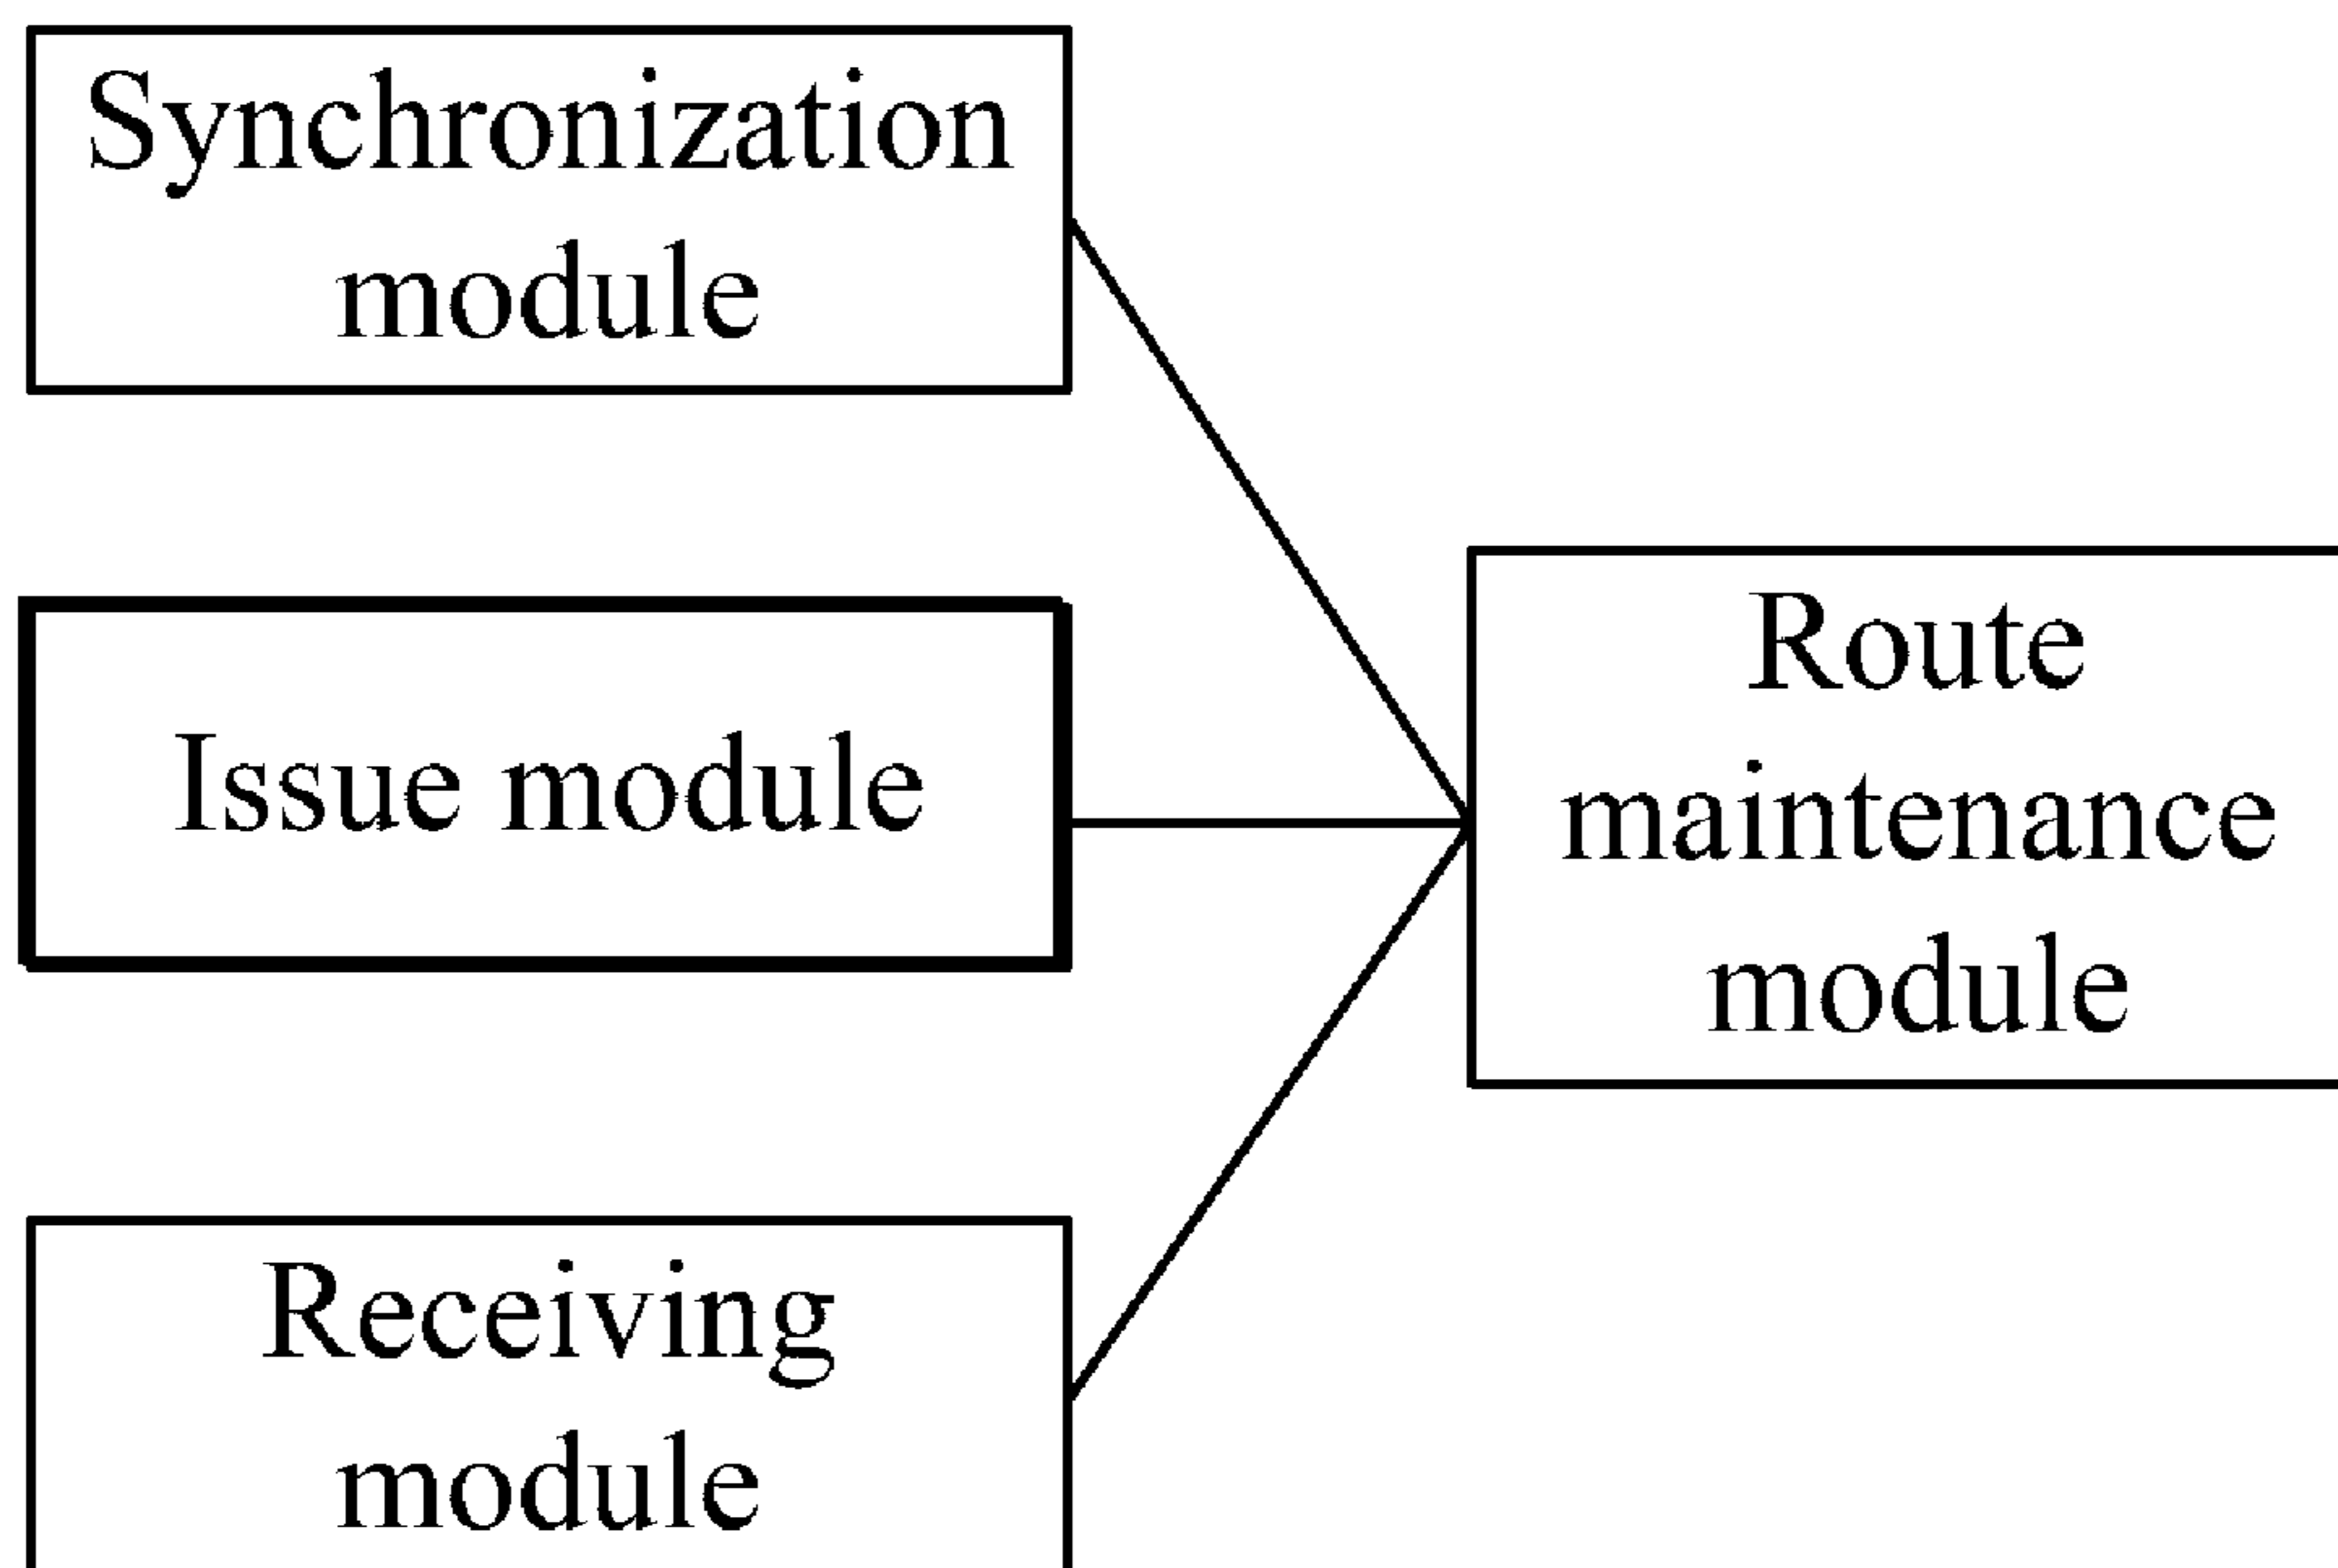 Synchronization
module
Issue module
Route
maintenance
module
Receiving
module